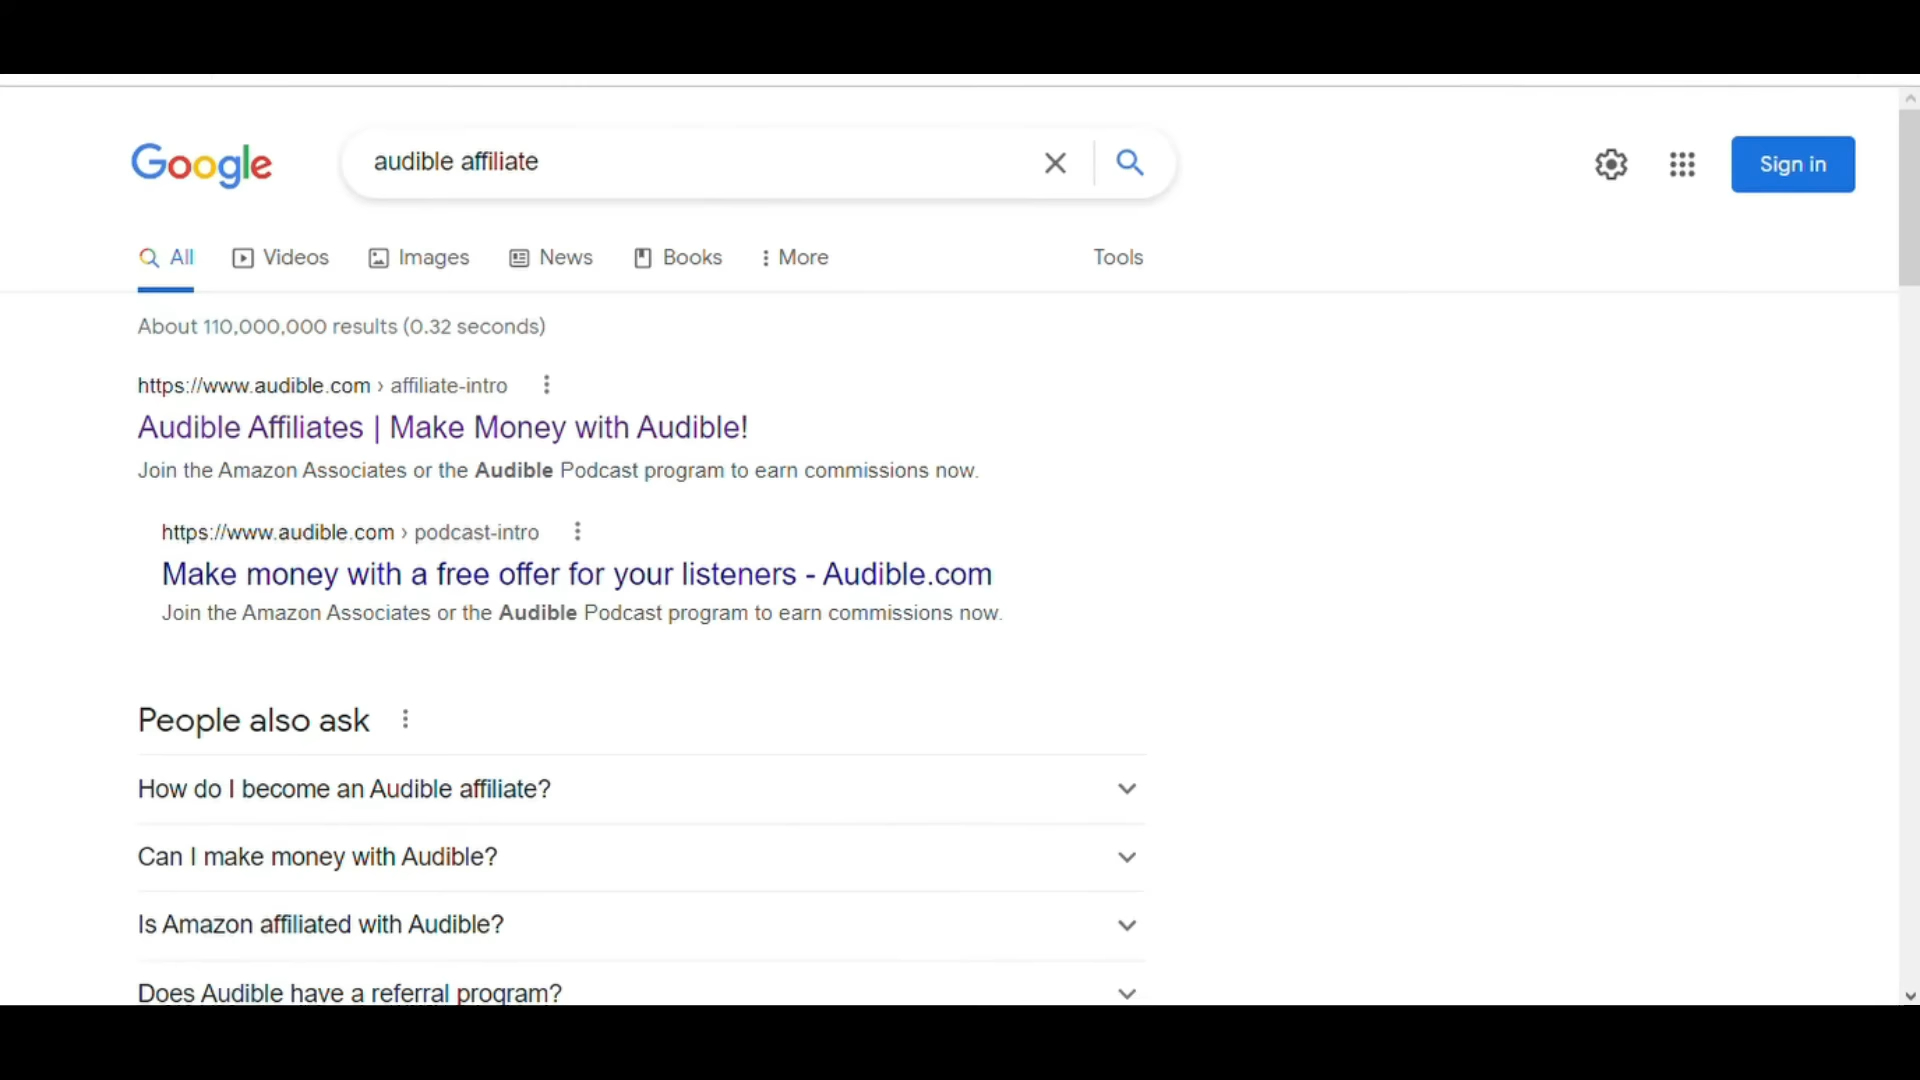 Google
audible affiliate
Sign in
All Videos Images News Books More Tools
About 110,000,000 results (0.32 seconds)
https://www.audible.com › affiliate-intro
Audible Affiliates | Make Money with Audible!
Join the Amazon Associates or the Audible Podcast program to earn commissions now.
https://www.audible.com › podcast-intro
Make money with a free offer for your listeners - Audible.com
Join the Amazon Associates or the Audible Podcast program to earn commissions now.
People also ask
How do I become an Audible affiliate?
Can I make money with Audible?
Is Amazon affiliated with Audible?
Does Audible have a referral program?